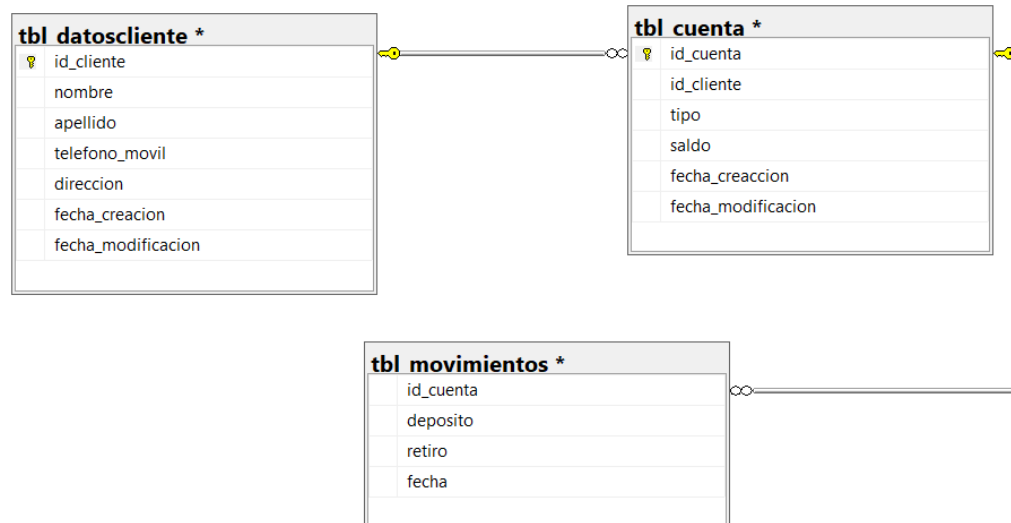 tbl_datoscliente *
id_cliente
nombre
apellido
telefono_movil
direccion
fecha_creacion
fecha_modificacion
tbl_cuenta *
id_cuenta
id_cliente
tipo
saldo
fecha_creaccion
fecha_modificacion
tbl_movimientos *
id_cuenta
deposito
retiro
fecha